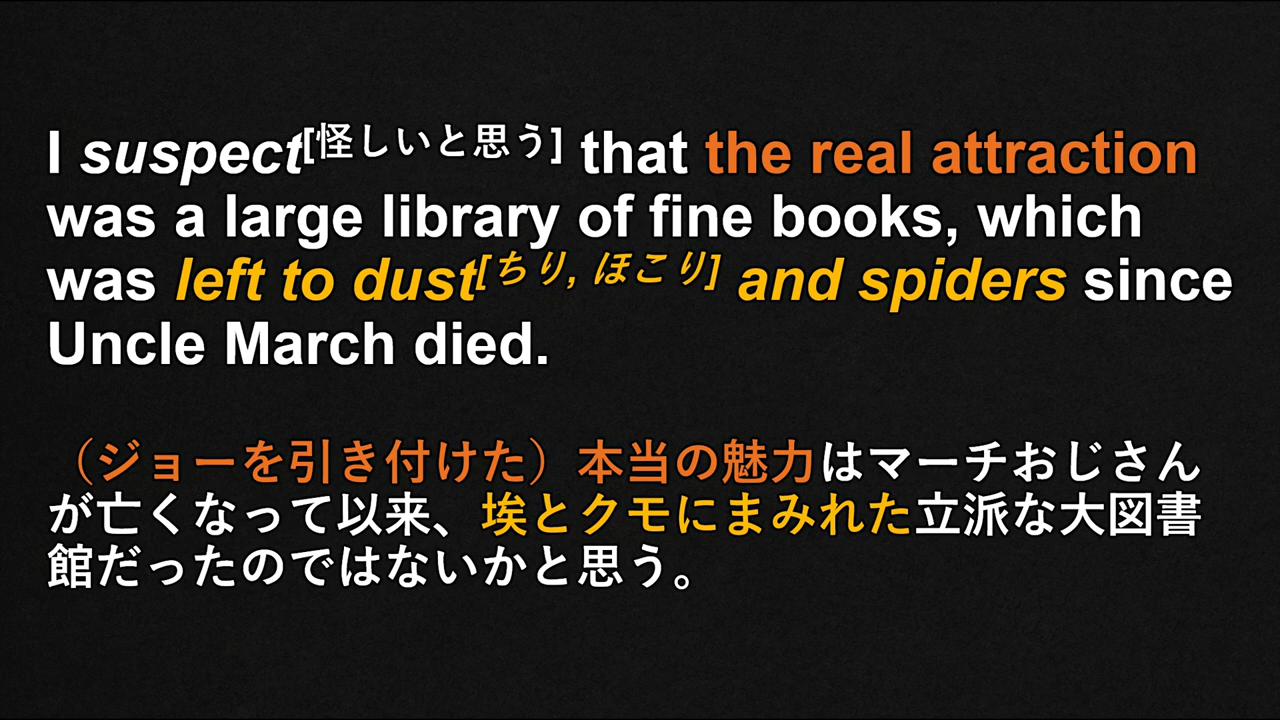 I suspect[怪しいと思う] that the real attraction
was a large library of fine books, which
was left to dust[ちり, ほこり] and spiders since
Uncle March died.
（ジョーを引き付けた）本当の魅力はマーチおじさん
が亡くなって以来、埃とクモにまみれた立派な大図書
館だったのではないかと思う。